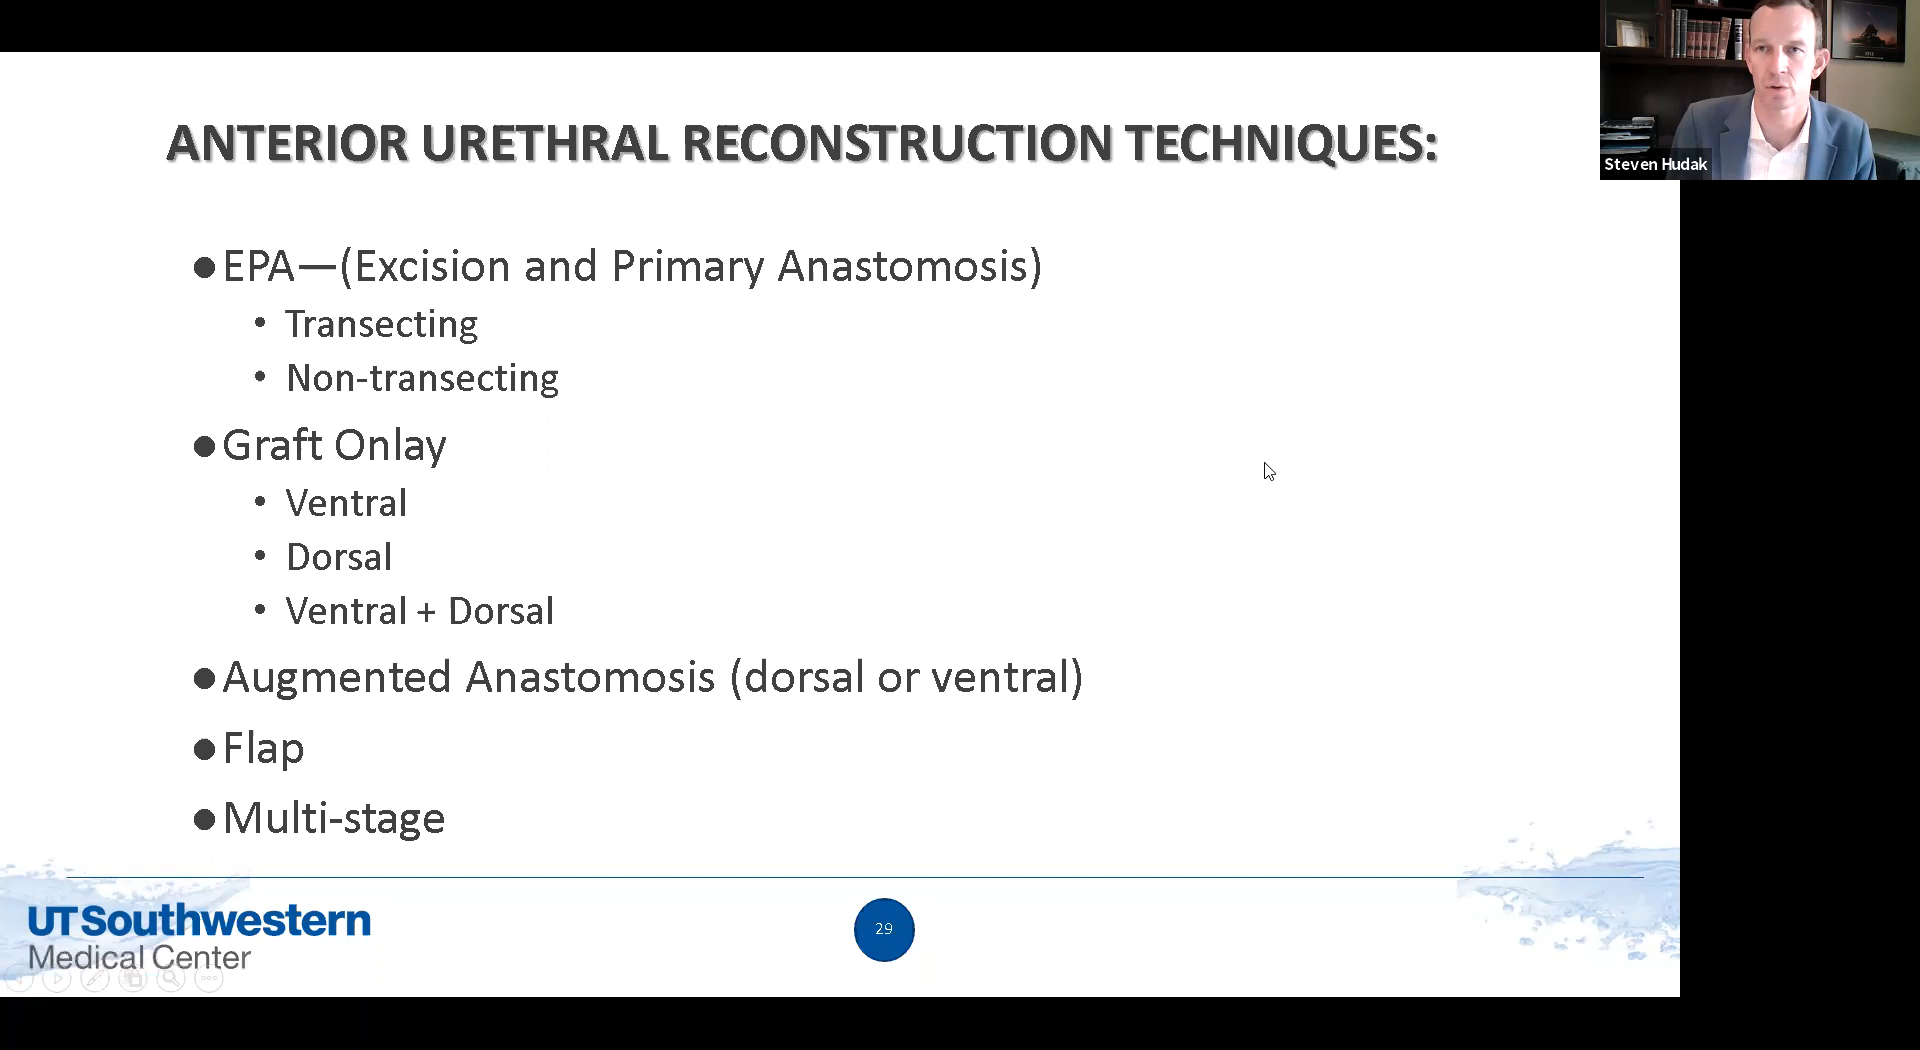 ANTERIOR URETHRAL RECONSTRUCTION TECHNIQUES:
Steven Hudak
●EPA—(Excision and Primary Anastomosis)
• Transecting
• Non-transecting
●Graft Onlay
• Ventral
• Dorsal
• Ventral + Dorsal
●Augmented Anastomosis (dorsal or ventral)
●Flap
●Multi-stage
UTSouthwestern
Medical Center
29